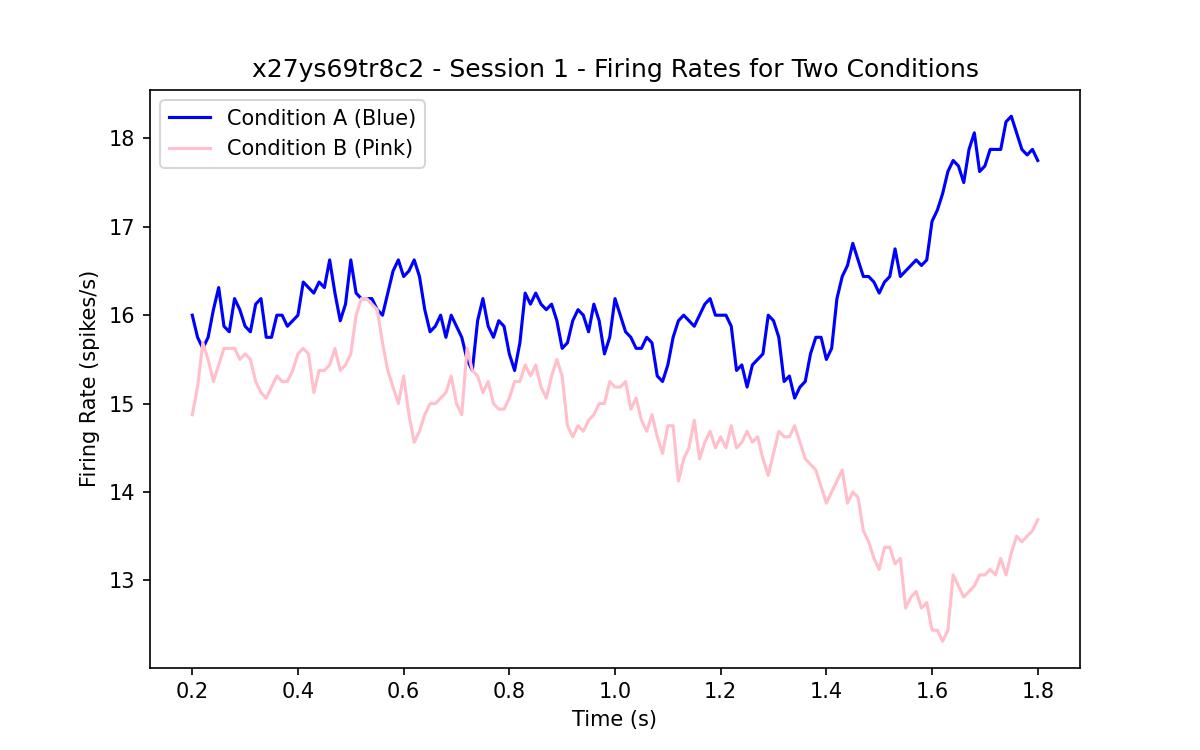 x27ys69tr8c2 - Session 1 - Firing Rates for Two Conditions
Condition A (Blue)
Condition B (Pink)
18
17
16
15
14
13
Firing Rate (spikes/s)
0.2 0.4 0.6 0.8 1.0 1.2 1.4 1.6 1.8
Time (s)